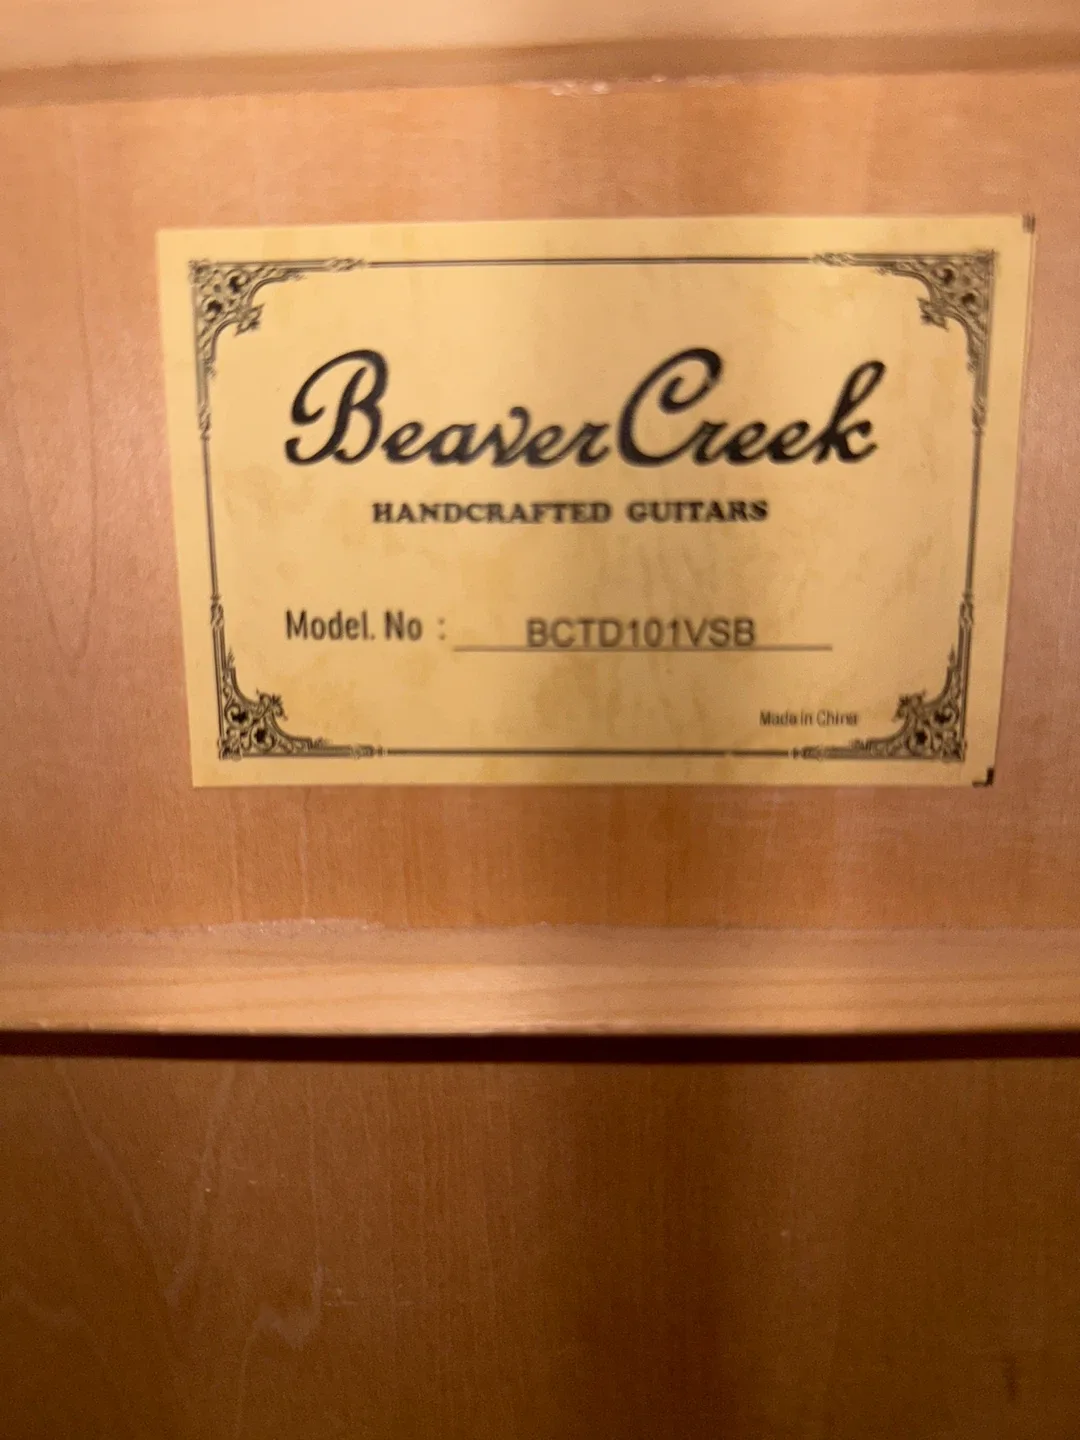 BeaverCreek
HANDCRAFTED GUITARS
Model. No : BCTD101VSB
Made in China